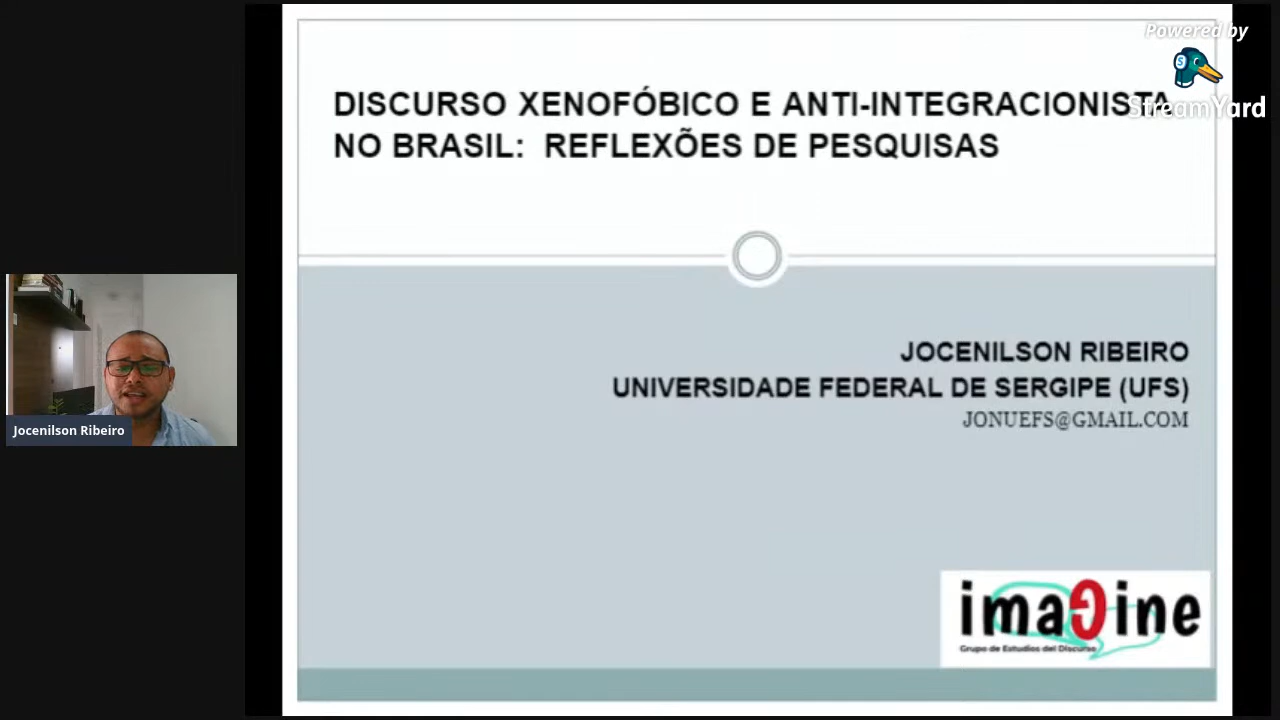 Powered by
StreamYard
DISCURSO XENOFÓBICO E ANTI-INTEGRACIONISTA
NO BRASIL: REFLEXÕES DE PESQUISAS
JOCENILSON RIBEIRO
UNIVERSIDADE FEDERAL DE SERGIPE (UFS)
JONUEFS@GMAIL.COM
Jocenilson Ribeiro
imaGine
Grupo de Estudios del Discurso